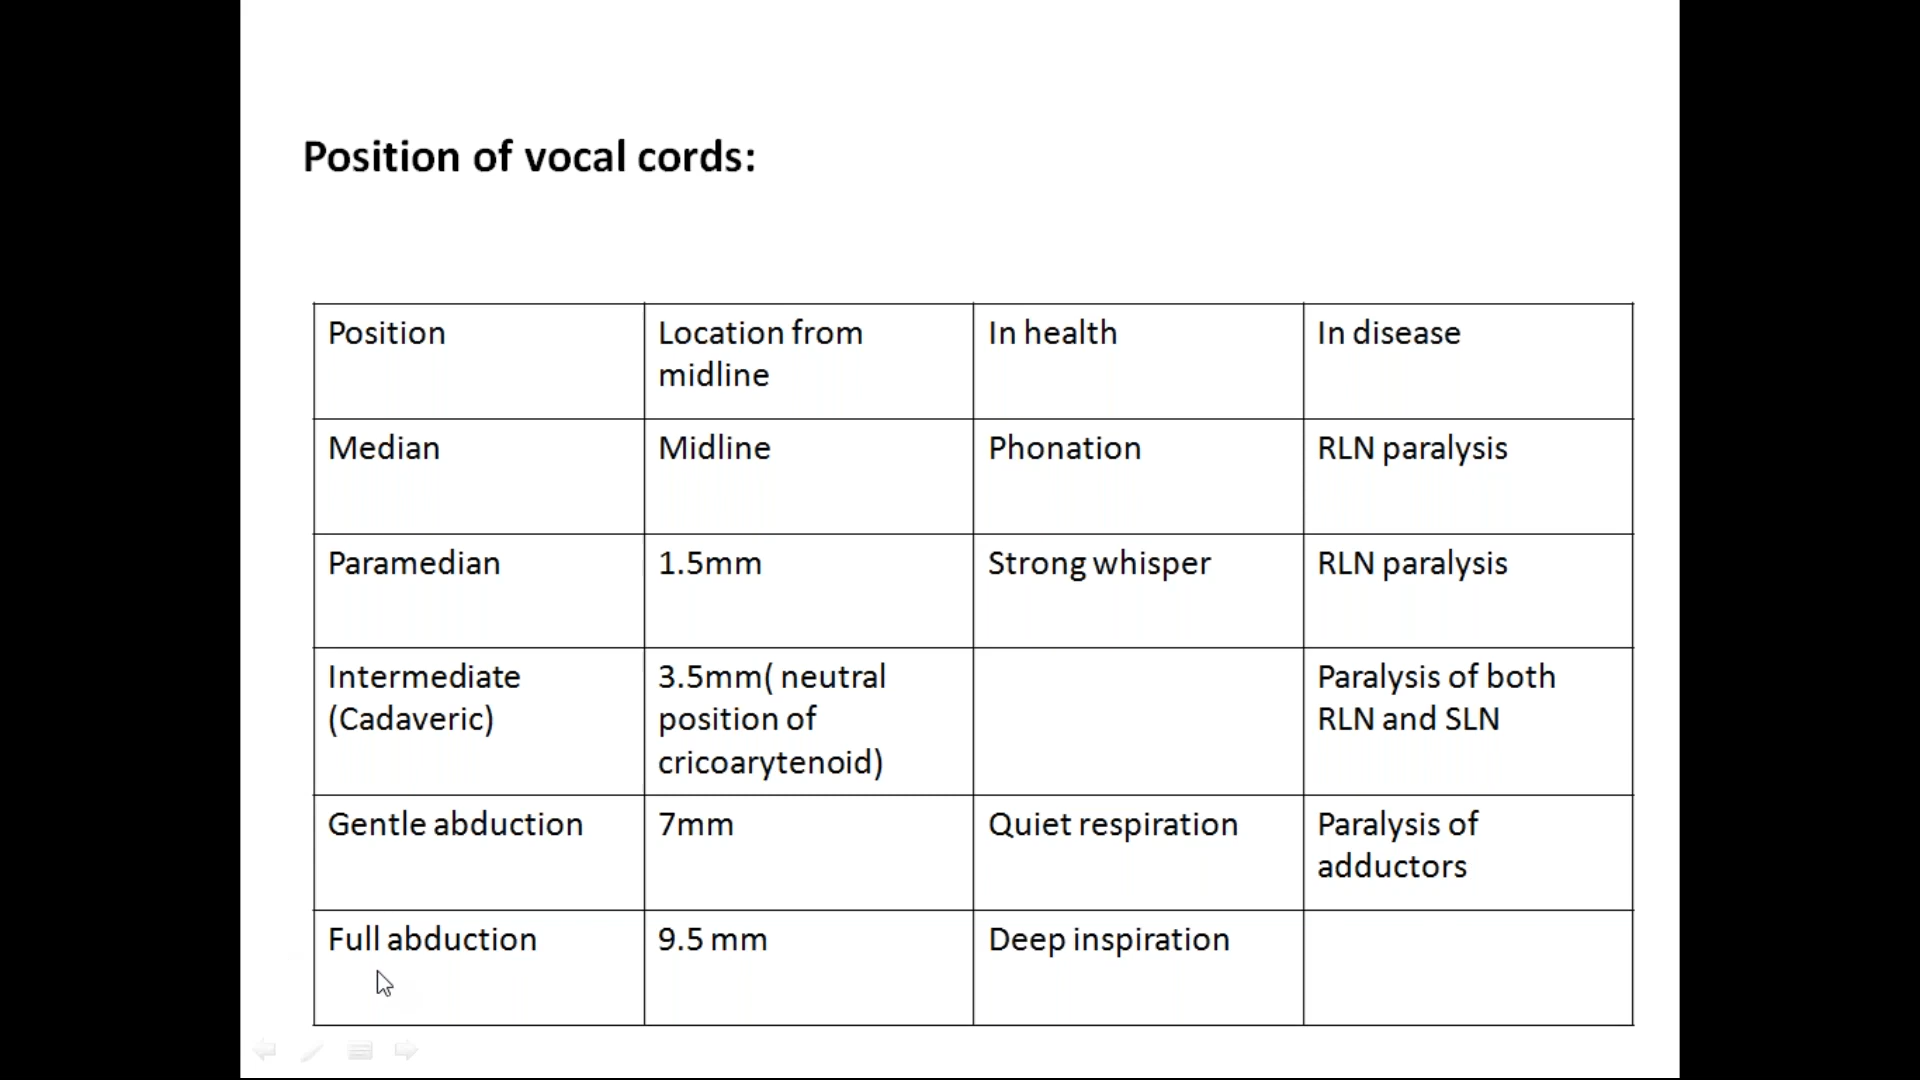 Position of vocal cords:
Position
Location from
midline
In health
In disease
Median
Midline
Phonation
RLN paralysis
Paramedian
1.5mm
Strong whisper
RLN paralysis
Intermediate
(Cadaveric)
3.5mm( neutral
position of
cricoarytenoid)
Paralysis of both
RLN and SLN
Gentle abduction
7mm
Quiet respiration
Paralysis of
adductors
Full abduction
9.5 mm
Deep inspiration